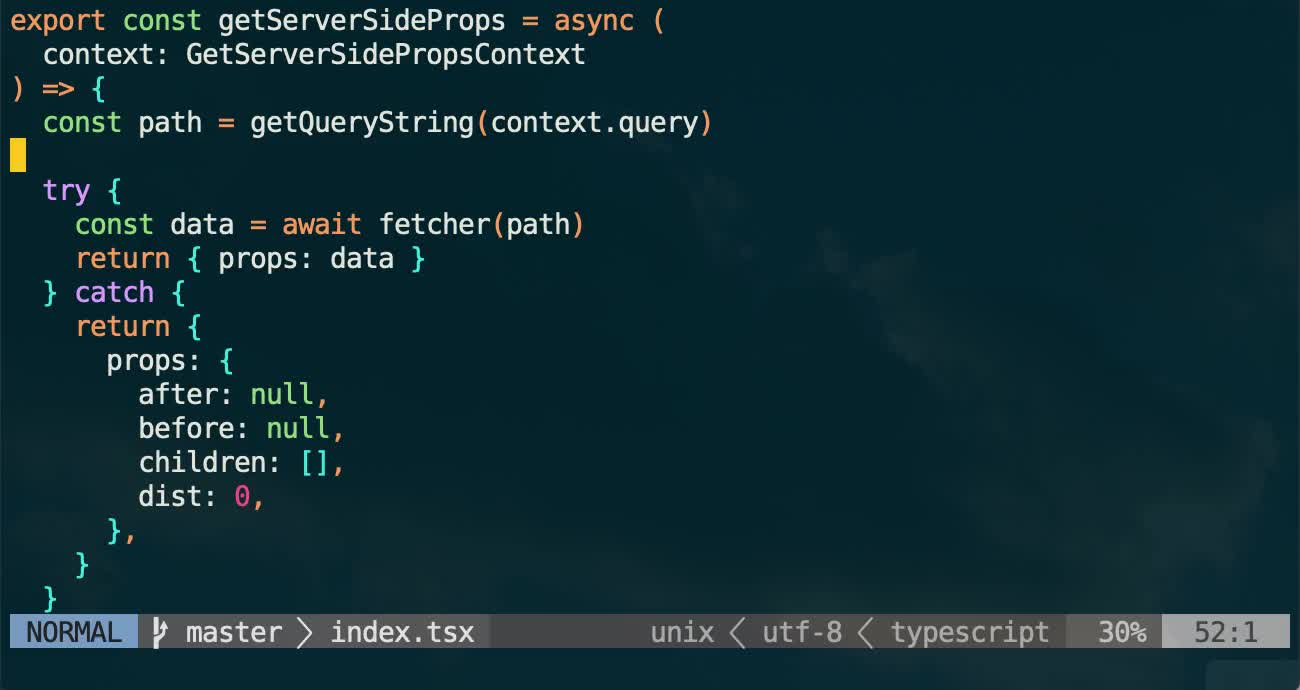 export const getServerSideProps = async (
  context: GetServerSidePropsContext
) => {
  const path = getQueryString(context.query)
  try {
    const data = await fetcher(path)
    return { props: data }
  } catch {
    return {
      props: {
        after: null,
        before: null,
        children: [],
        dist: 0,
      },
    }
  }
NORMAL master index.tsx unix utf-8 typescript 30% 52:1